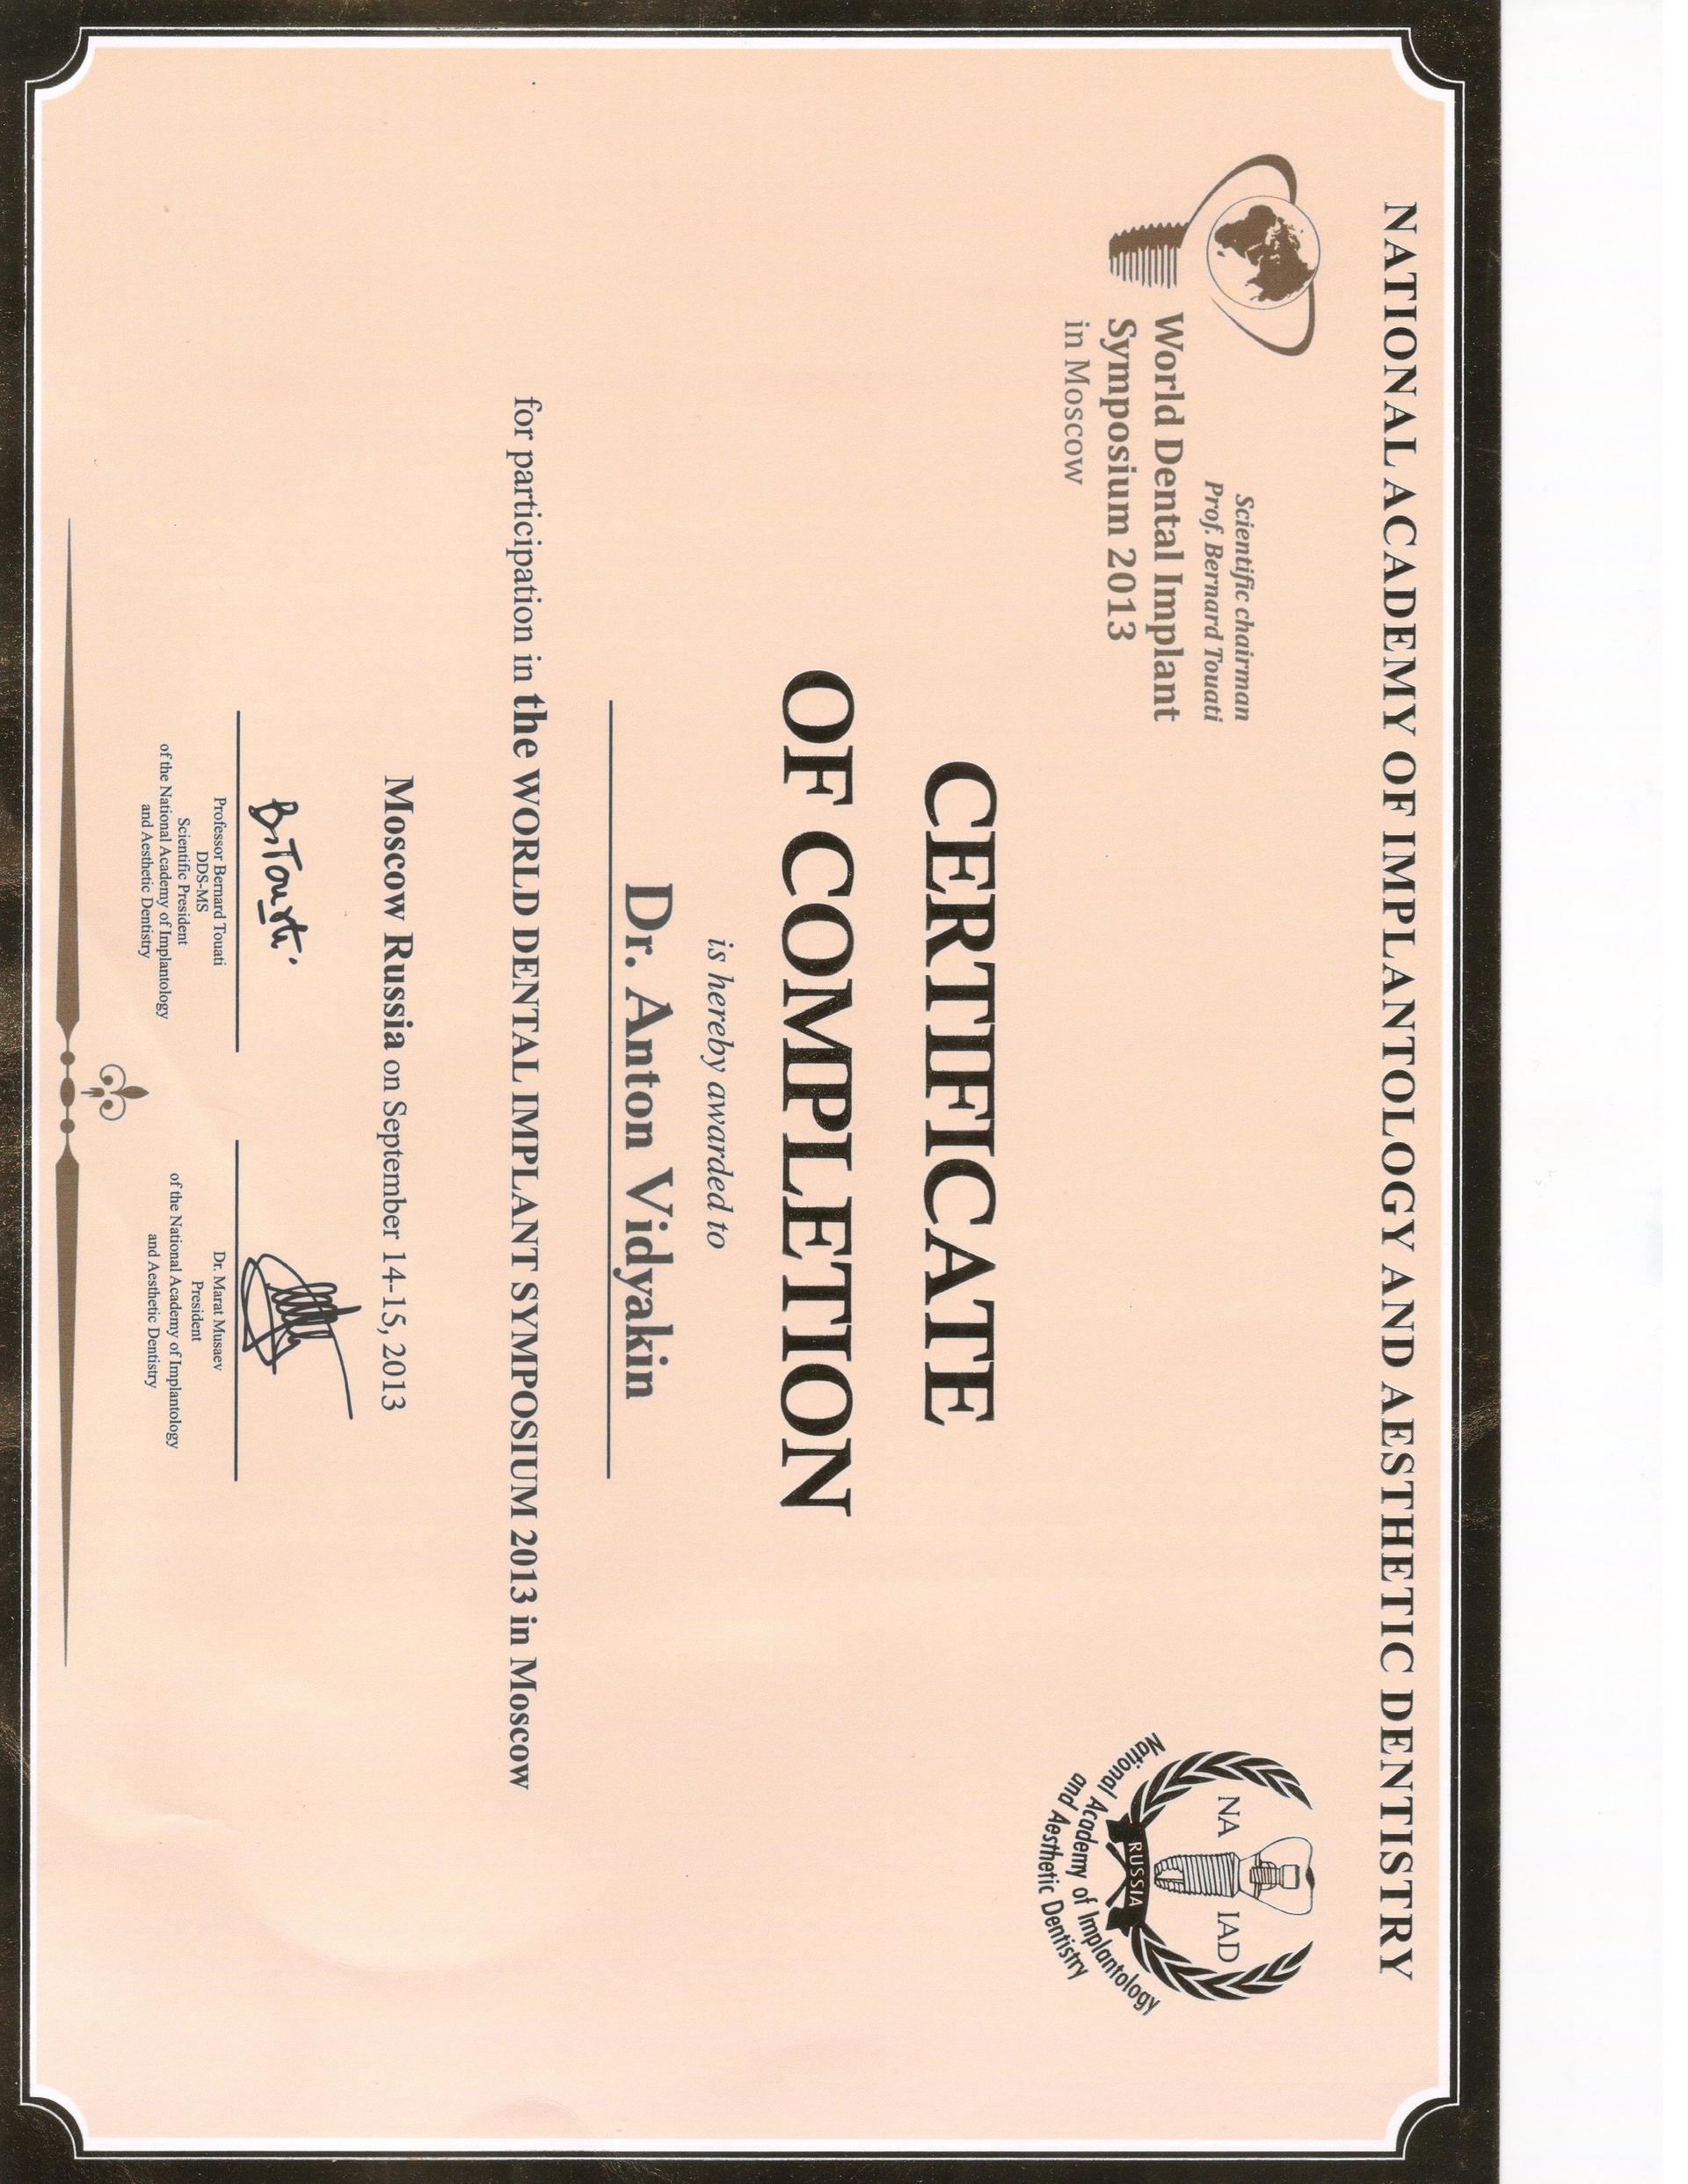 NATIONAL ACADEMY OF IMPLANTOLOGY AND AESTHETIC DENTISTRY
Scientific chairman
Prof. Bernard Touati
World Dental Implant
Symposium 2013
in Moscow
NA IAD
RUSSIA
National Academy of Implantology
and Aesthetic Dentistry
CERTIFICATE
OF COMPLETION
is hereby awarded to
Dr. Anton Vidyakin
for participation in the WORLD DENTAL IMPLANT SYMPOSIUM 2013 in Moscow
Moscow Russia on September 14-15, 2013
B. Touati
Professor Bernard Touati
DDS-MS
Scientific President
of the National Academy of Implantology
and Aesthetic Dentistry
Dr. Marat Musaev
President
of the National Academy of Implantology
and Aesthetic Dentistry